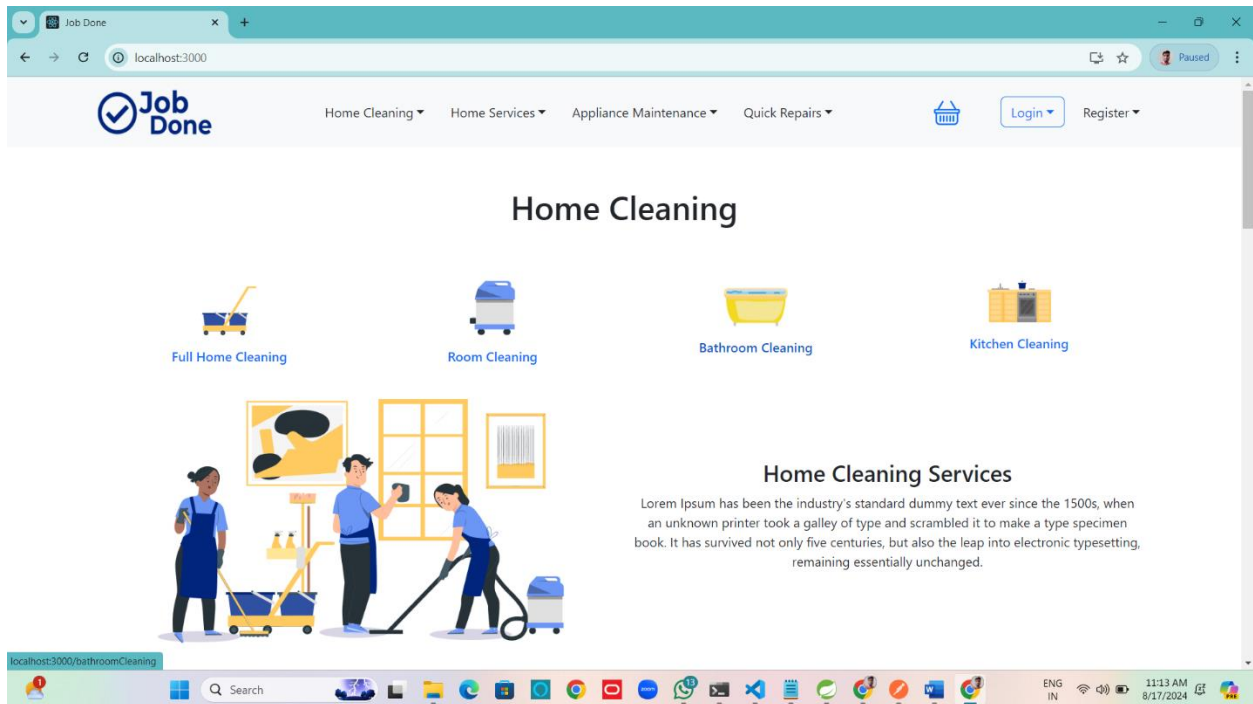 Job Done
localhost:3000
Paused
Job
Done
Home Cleaning
Home Services
Appliance Maintenance
Quick Repairs
Login
Register
Home Cleaning
Full Home Cleaning
Room Cleaning
Bathroom Cleaning
Kitchen Cleaning
Home Cleaning Services
Lorem Ipsum has been the industry's standard dummy text ever since the 1500s, when
an unknown printer took a galley of type and scrambled it to make a type specimen
book. It has survived not only five centuries, but also the leap into electronic typesetting,
remaining essentially unchanged.
localhost:3000/bathroomCleaning
1
Search
zoom
13
ENG
IN
11:13 AM
8/17/2024
PRE